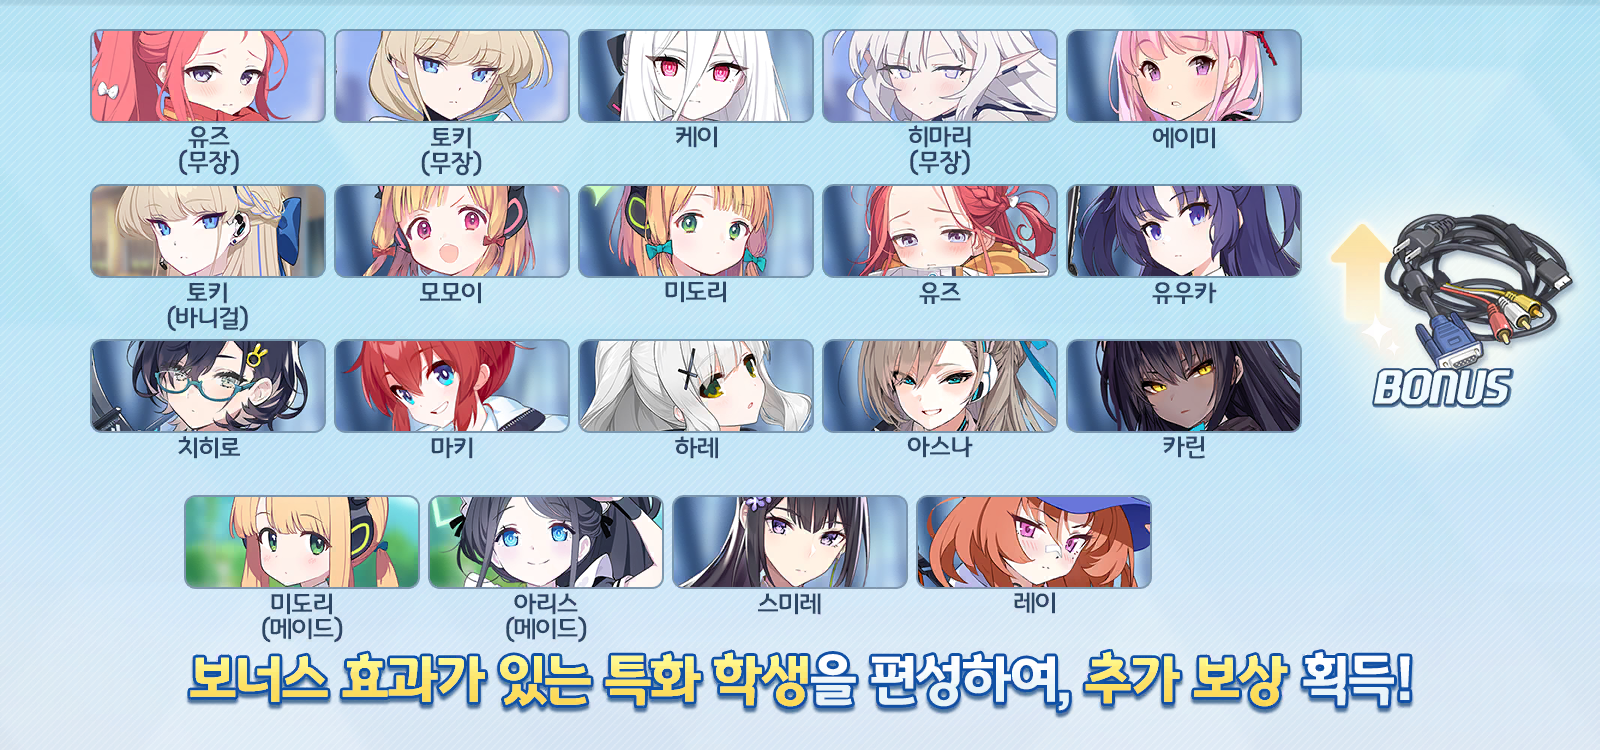 유즈
(무장)
토키
(무장)
케이
히마리
(무장)
에이미
토키
(바니걸)
모모이
미도리
유즈
유우카
치히로
마키
하레
아스나
카린
BONUS
미도리
(메이드)
아리스
(메이드)
스미레
레이
보너스 효과가 있는 특화 학생을 편성하여, 추가 보상 획득!